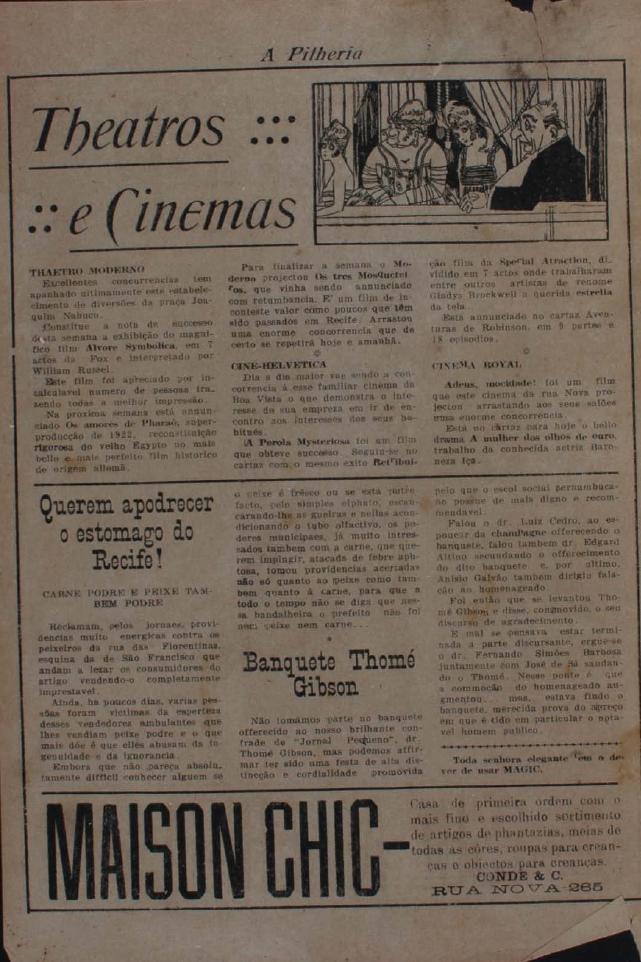 A Pilheria
Theatros :::
:: e Cinemas
THAETRO MODERNO
Excellentes concurrencias tem
apanhado ultimamente este estabele-
cimento de diversões da praça Joa-
quim Nabuco.
Constitue a nota de successo
desta semana a exhibição do magni-
fico film Alvore Symbolica, em 7
actos da Fox e interpretado por
William Russel.
Este film foi apreciado por in-
calculavel numero de pessoas tra-
zendo todas a melhor impressão.
Na proxima semana está annun-
ciado Os amores de Pharaó, super-
producção de 1922, reconstituição
rigorosa do velho Egypto no mais
bello e mais perfeito film historico
de origem allemã.
Para finalizar a semana o Mo-
derno projectou Os tres Mosquetei-
ros, que vinha sendo annunciado
com retumbancia. E' um film de in-
conteste valor como poucos que têm
sido passados em Recife. Arrastou
uma enorme concorrencia que de
certo se repetirá hoje e amanhã.
CINE-HELVETICA
Dia a dia maior vae sendo a con-
correncia á esse familiar cinema da
Boa Vista o que demonstra o inte-
resse da sua empreza em ir de en-
contro aos interesses dos seus ha-
bitués.
A Perola Mysteriosa foi um film
que obteve successo. Seguiu-se no
cartaz com o mesmo exito Retribui-
ção film da Special Atraction, di-
vidido em 7 actos onde trabalharam
entre outros artistas de renome
Gladys Brockwell a querida estrella
da tela.
Está annunciado no cartaz Aven-
turas de Robinson, em 9 partes e
18 episodios.
CINEMA ROYAL
Adeus, mocidade! foi um film
que este cinema da rua Nova pro-
jectou arrastando aos seus salões
uma enorme concorrencia.
Está no cartaz para hoje o bello
drama A mulher dos olhos de ouro,
trabalho da conhecida actriz Baro-
neza Iça.
Querem apodrecer
o estomago do
Recife!
CARNE PODRE E PEIXE TAM-
BEM PODRE
Reclamam, pelos jornaes, provi-
dencias muito energicas contra os
peixeiros da rua das Florentinas,
esquina da de São Francisco que
andam a lezar os consumidores do
artigo vendendo-o completamente
imprestavel.
Ainda, ha poucos dias, varias pes-
sôas foram victimas da esperteza
desses vendedores ambulantes que
lhes vendiam peixe podre e o que
mais dóe é que elles abusam da in-
genuidade e da ignorancia.
Embora que não pareça absolu-
tamente difficil conhecer alguem se
o peixe é frêsco ou se está putre-
facto, pelo simples olphato, escan-
carando-lhe as guelras e nellas acon-
dicionando o tubo olfactivo, os po-
deres municipaes, já muito intres-
sados tambem com a carne, que que-
rem impingir, atacada de febre aph-
tosa, tomou providencias acertadas
não só quanto ao peixe como tam-
bem quanto á carne, para que a
todo o tempo não se diga que nes-
sa bandalheira o prefeito não foi
nem peixe nem carne...
Banquete Thomé
Gibson
Não tomámos parte no banquete
offerecido ao nosso brilhante con-
frade de "Jornal Pequeno", dr.
Thomé Gibson, mas podemos affir-
mar ter sido uma festa de alta dis-
tincção e cordialidade promovida
pelo que o escol social pernambuca-
no possue de mais digno e recom-
mendavel.
Falou o dr. Luiz Cedro, ao es-
poucar da champagne offerecendo o
banquete, falou tambem dr. Edgard
Altino secundando o offerecimento
do dito banquete e, por ultimo,
Anisio Galvão tambem dirigiu fala-
ção ao homenageado.
Foi então que se levantou Tho-
mé Gibson e disse, conmovido, o seu
discurso de agradecimento.
E mal se pensava estar termi-
nada a parte discursante, ergue-se
o dr. Fernando Simões Barbosa
juntamente com José de Sá saudan-
do o Thomé. Nesse ponto é que
a commoção do homenageado au-
gmentou... mas, estava findo o
banquete, merecida prova do apreço
em que é tido em particular o nota-
vel homem publico.
Toda senhora elegante tem o de-
ver de usar MAGIC.
MAISON CHIC-
Casa de primeira ordem com o
mais fino e escolhido sortimento
de artigos de phantazias, meias de
todas as côres, roupas para crean-
ças e objectos para creanças.
CONDE & C.
RUA NOVA-265